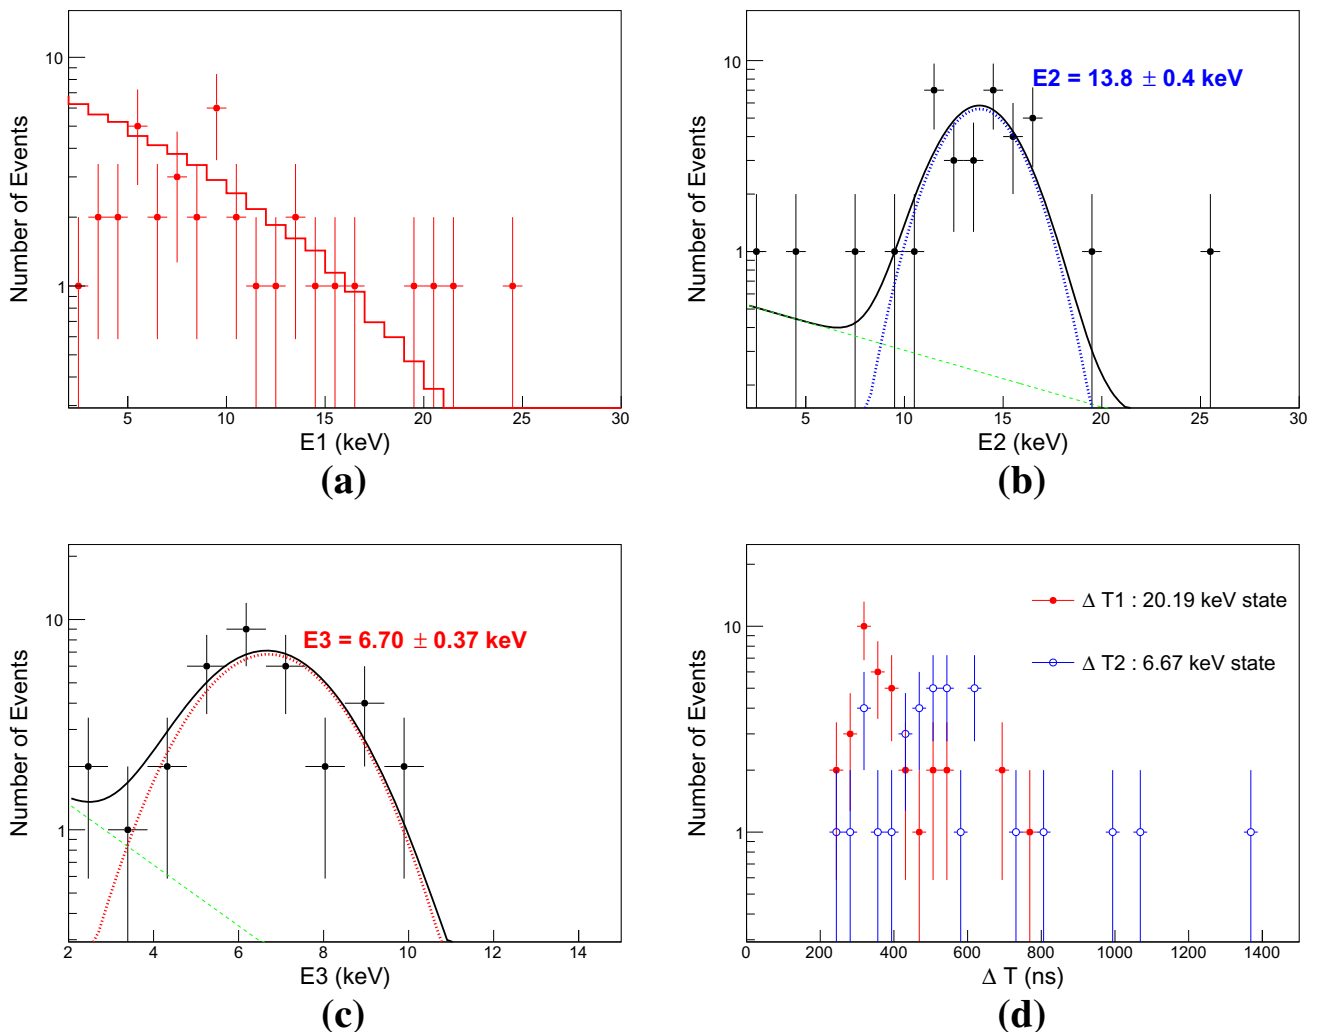 10
1
Number of Events
5 10 15 20 25 30
E1 (keV)
(a)
10
1
Number of Events
E2 = 13.8 ± 0.4 keV
5 10 15 20 25 30
E2 (keV)
(b)
10
1
Number of Events
E3 = 6.70 ± 0.37 keV
2 4 6 8 10 12 14
E3 (keV)
(c)
10
1
Number of Events
Δ T1 : 20.19 keV state
Δ T2 : 6.67 keV state
0 200 400 600 800 1000 1200 1400
Δ T (ns)
(d)